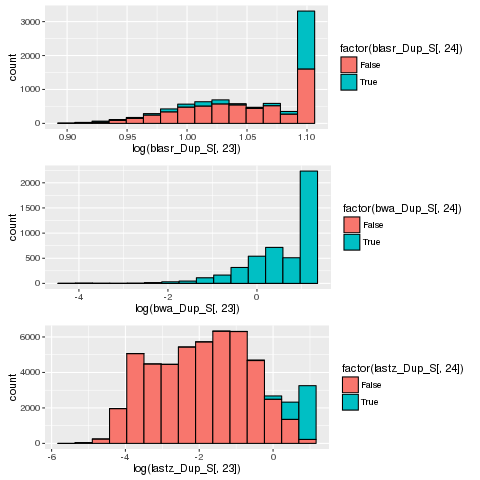 3000
2000
1000
0
count
0.90 0.95 1.00 1.05 1.10
log(blasr_Dup_S[, 23])
factor(blasr_Dup_S[, 24])
False
True
2000
1500
1000
500
0
count
-4 -2 0
log(bwa_Dup_S[, 23])
factor(bwa_Dup_S[, 24])
False
True
6000
4000
2000
0
count
-6 -4 -2 0
log(lastz_Dup_S[, 23])
factor(lastz_Dup_S[, 24])
False
True